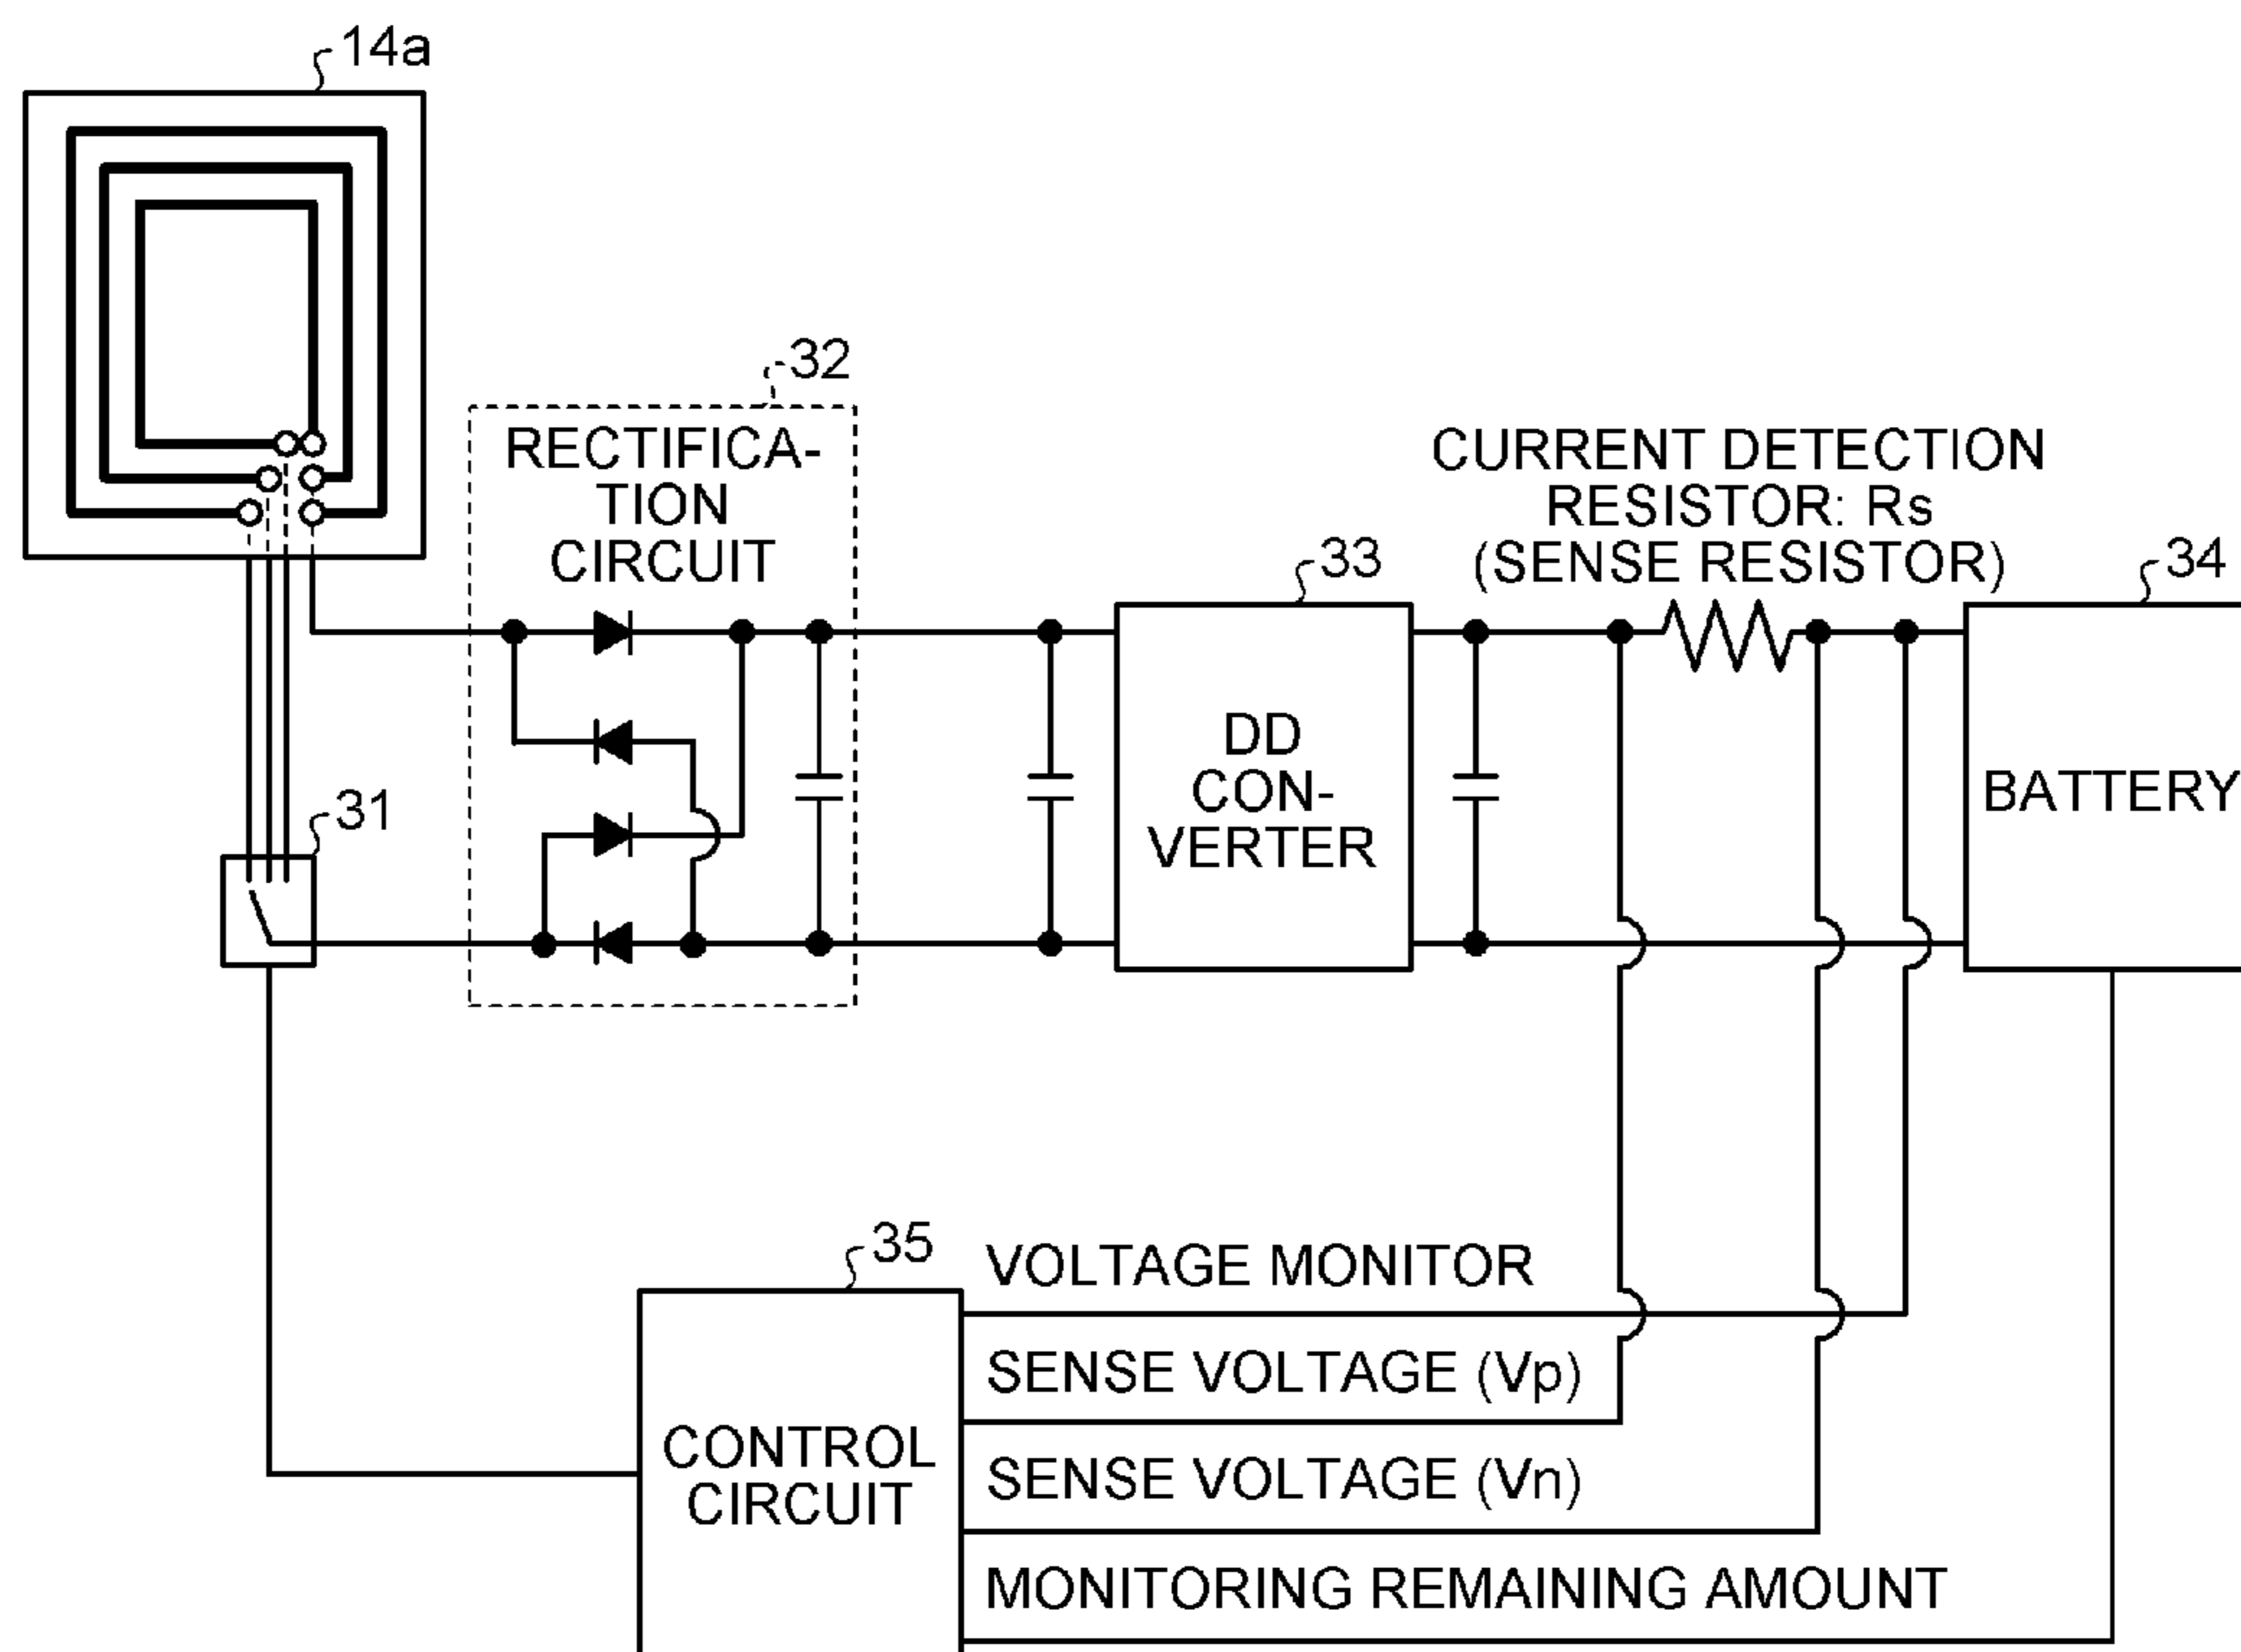 14a
32
RECTIFICA-
TION
CIRCUIT
CURRENT DETECTION
RESISTOR: Rs
(SENSE RESISTOR)
33
34
DD
CON-
VERTER
BATTERY
31
35
VOLTAGE MONITOR
SENSE VOLTAGE (Vp)
CONTROL
CIRCUIT
SENSE VOLTAGE (Vn)
MONITORING REMAINING AMOUNT